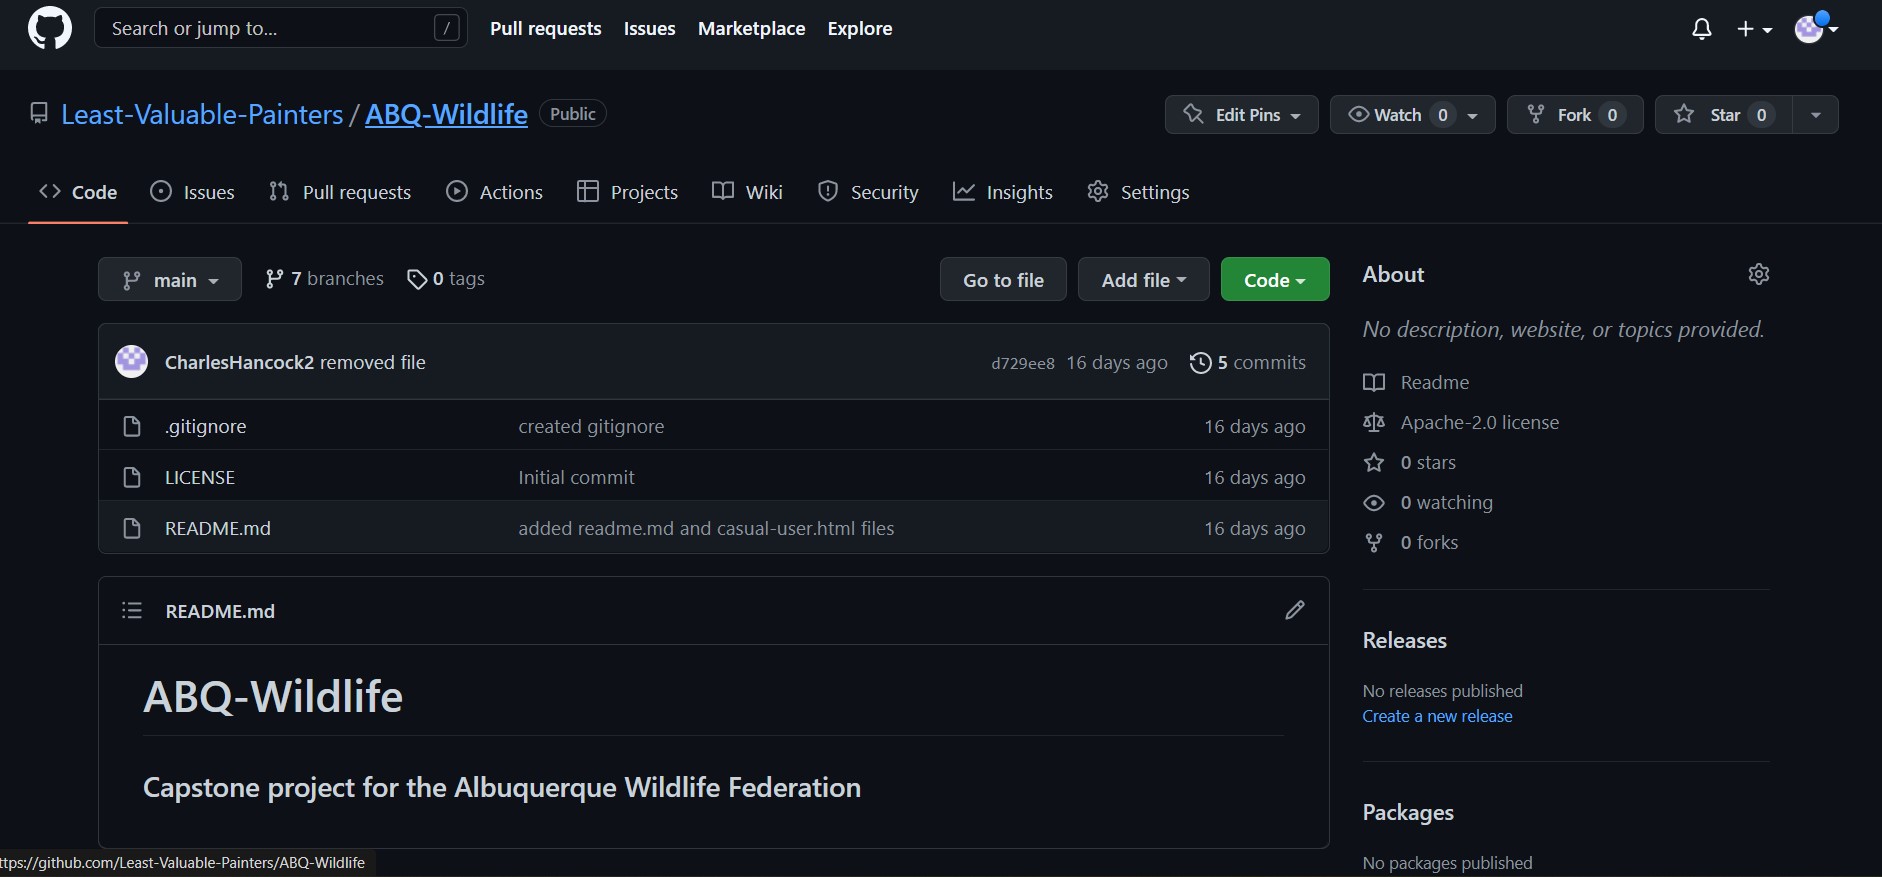 Search or jump to... /
Pull requests Issues Marketplace Explore
Least-Valuable-Painters / ABQ-Wildlife Public
Edit Pins Watch 0 Fork 0 Star 0
Code Issues Pull requests Actions Projects Wiki Security Insights Settings
main 7 branches 0 tags Go to file Add file Code
CharlesHancock2 removed file d729ee8 16 days ago 5 commits
.gitignore created gitignore 16 days ago
LICENSE Initial commit 16 days ago
README.md added readme.md and casual-user.html files 16 days ago
README.md
ABQ-Wildlife
Capstone project for the Albuquerque Wildlife Federation
About
No description, website, or topics provided.
Readme
Apache-2.0 license
0 stars
0 watching
0 forks
Releases
No releases published
Create a new release
Packages
No packages published
ttps://github.com/Least-Valuable-Painters/ABQ-Wildlife